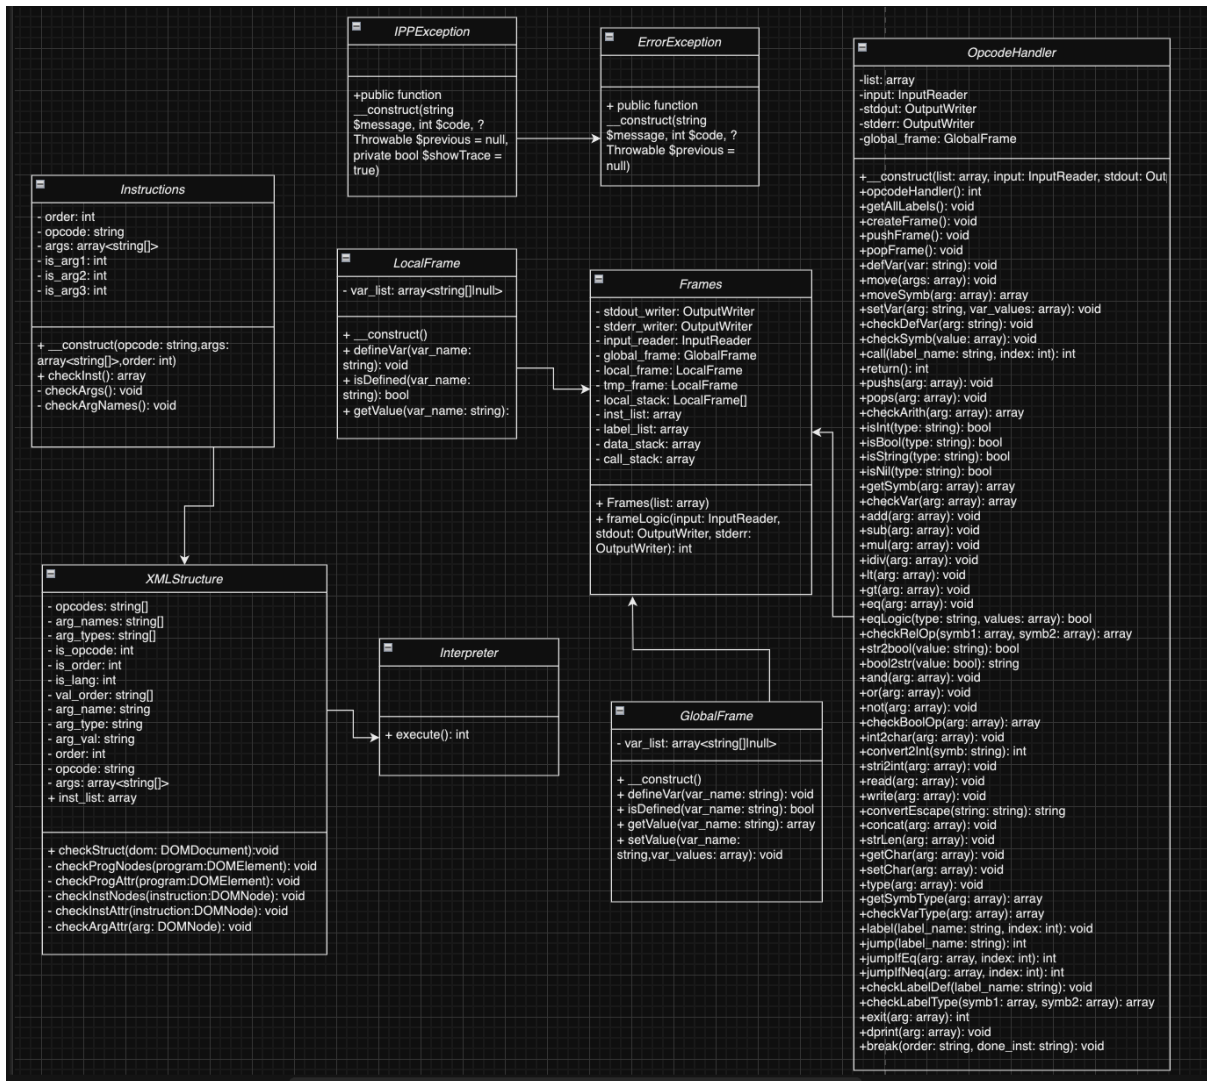 IPPException
+public function
__construct(string
$message, int $code, ?
Throwable $previous = null,
private bool $showTrace =
true)
ErrorException
+ public function
__construct(string
$message, int $code, ?
Throwable $previous =
null)
OpcodeHandler
-list: array
-input: InputReader
-stdout: OutputWriter
-stderr: OutputWriter
-global_frame: GlobalFrame
+__construct(list: array, input: InputReader, stdout: Out
+opcodeHandler(): int
+getAllLabels(): void
+createFrame(): void
+pushFrame(): void
+popFrame(): void
+defVar(var: string): void
+move(args: array): void
+moveSymb(arg: array): array
+setVar(arg: string, var_values: array): void
+checkDefVar(arg: string): void
+checkSymb(value: array): void
+call(label_name: string, index: int): int
+return(): int
+pushs(arg: array): void
+pops(arg: array): void
+checkArith(arg: array): array
+isInt(type: string): bool
+isBool(type: string): bool
+isString(type: string): bool
+isNil(type: string): bool
+getSymb(arg: array): array
+checkVar(arg: array): array
+add(arg: array): void
+sub(arg: array): void
+mul(arg: array): void
+idiv(arg: array): void
+lt(arg: array): void
+gt(arg: array): void
+eq(arg: array): void
+eqLogic(type: string, values: array): bool
+checkRelOp(symb1: array, symb2: array): array
+str2bool(value: string): bool
+bool2str(value: bool): string
+and(arg: array): void
+or(arg: array): void
+not(arg: array): void
+checkBoolOp(arg: array): array
+int2char(arg: array): void
+convert2Int(symb: string): int
+stri2int(arg: array): void
+read(arg: array): void
+write(arg: array): void
+convertEscape(string: string): string
+concat(arg: array): void
+strLen(arg: array): void
+getChar(arg: array): void
+setChar(arg: array): void
+type(arg: array): void
+getSymbType(arg: array): array
+checkVarType(arg: array): array
+label(label_name: string, index: int): void
+jump(label_name: string): int
+jumpIfEq(arg: array, index: int): int
+jumpIfNeq(arg: array, index: int): int
+checkLabelDef(label_name: string): void
+checkLabelType(symb1: array, symb2: array): array
+exit(arg: array): int
+dprint(arg: array): void
+break(order: string, done_inst: string): void
Instructions
- order: int
- opcode: string
- args: array<string[]>
- is_arg1: int
- is_arg2: int
- is_arg3: int
+ __construct(opcode: string,args:
array<string[]>,order: int)
+ checkInst(): array
- checkArgs(): void
- checkArgNames(): void
LocalFrame
- var_list: array<string[]|null>
+ __construct()
+ defineVar(var_name:
string): void
+ isDefined(var_name:
string): bool
+ getValue(var_name: string):
Frames
- stdout_writer: OutputWriter
- stderr_writer: OutputWriter
- input_reader: InputReader
- global_frame: GlobalFrame
- local_frame: LocalFrame
- tmp_frame: LocalFrame
- local_stack: LocalFrame[]
- inst_list: array
- label_list: array
- data_stack: array
- call_stack: array
+ Frames(list: array)
+ frameLogic(input: InputReader,
stdout: OutputWriter, stderr:
OutputWriter): int
XMLStructure
- opcodes: string[]
- arg_names: string[]
- arg_types: string[]
- is_opcode: int
- is_order: int
- is_lang: int
- val_order: string[]
- arg_name: string
- arg_type: string
- arg_val: string
- order: int
- opcode: string
- args: array<string[]>
+ inst_list: array
+ checkStruct(dom: DOMDocument):void
- checkProgNodes(program:DOMElement): void
- checkProgAttr(program:DOMElement): void
- checkInstNodes(instruction:DOMNode): void
- checkInstAttr(instruction:DOMNode): void
- checkArgAttr(arg: DOMNode): void
Interpreter
+ execute(): int
GlobalFrame
- var_list: array<string[]|null>
+ __construct()
+ defineVar(var_name: string): void
+ isDefined(var_name: string): bool
+ getValue(var_name: string): array
+ setValue(var_name:
string,var_values: array): void